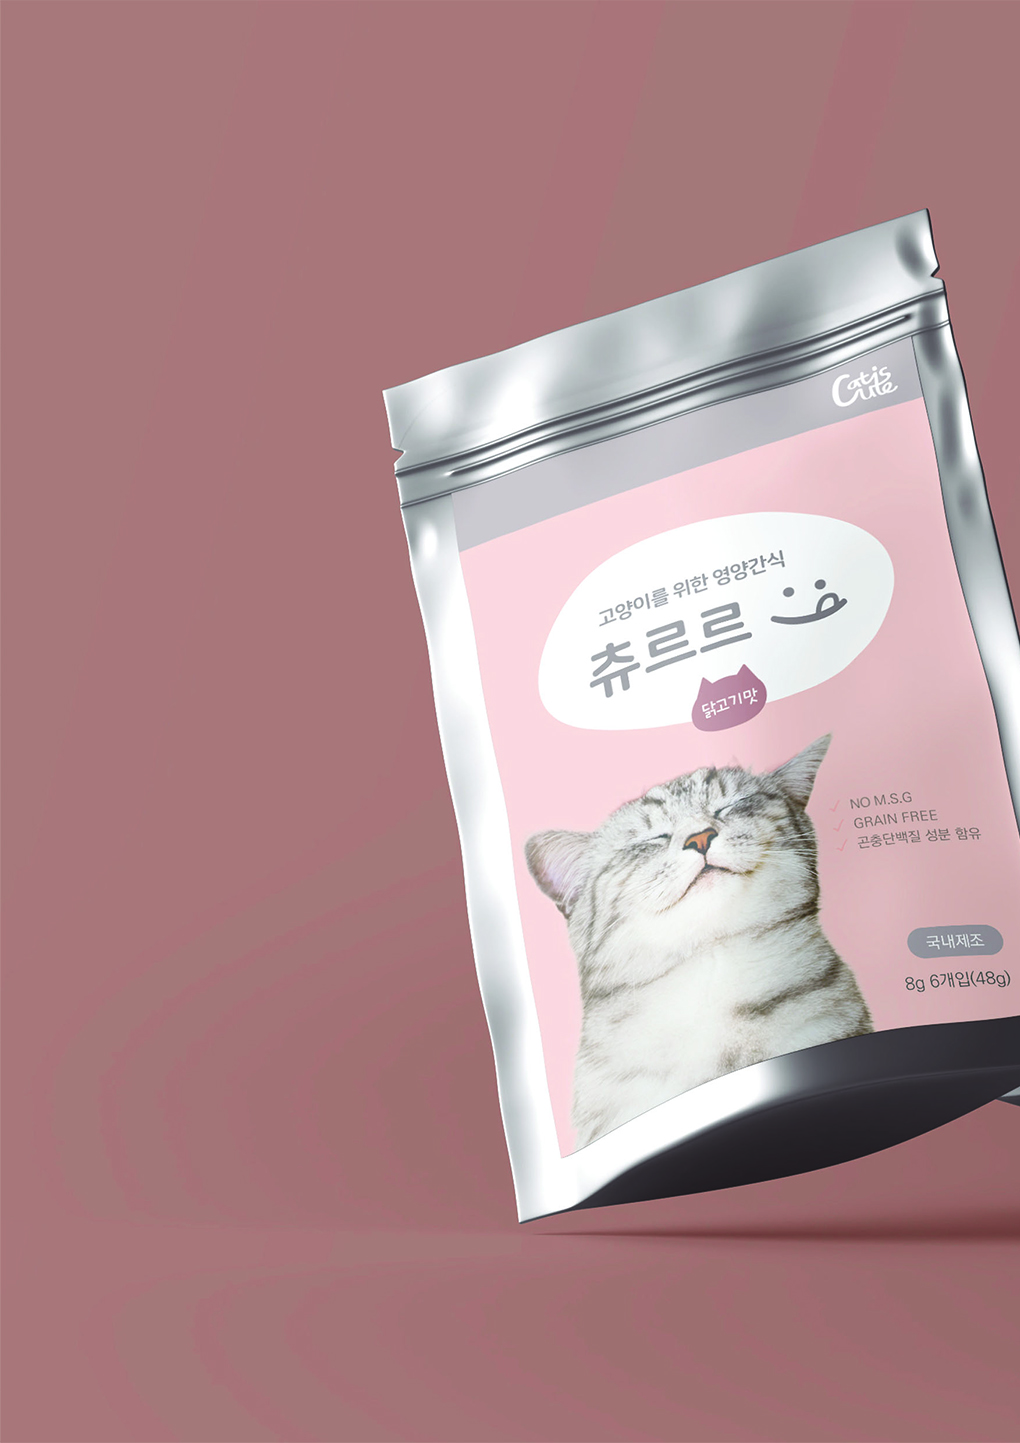 Cat is
Cute
고양이를 위한 영양간식
츄르르
닭고기맛
NO M.S.G
GRAIN FREE
곤충단백질 성분 함유
국내제조
8g 6개입(48g)